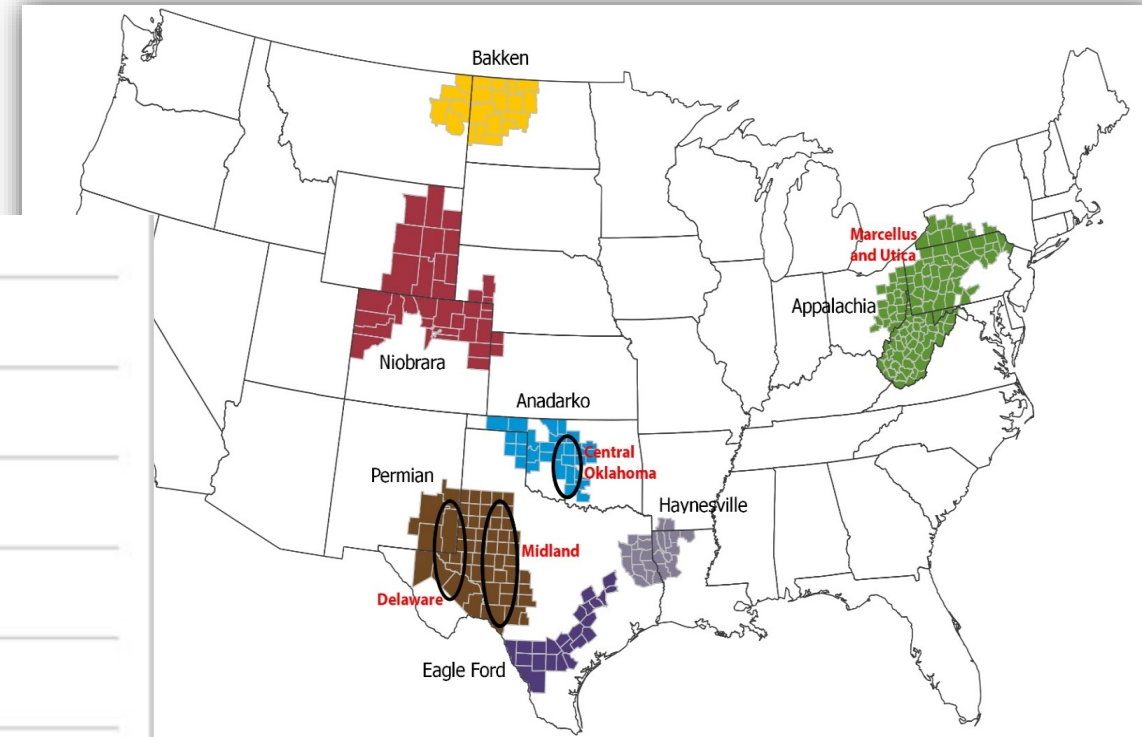 Bakken
Marcellus
and Utica
Appalachia
Niobrara
Anadarko
Central
Oklahoma
Permian
Haynesville
Midland
Delaware
Eagle Ford